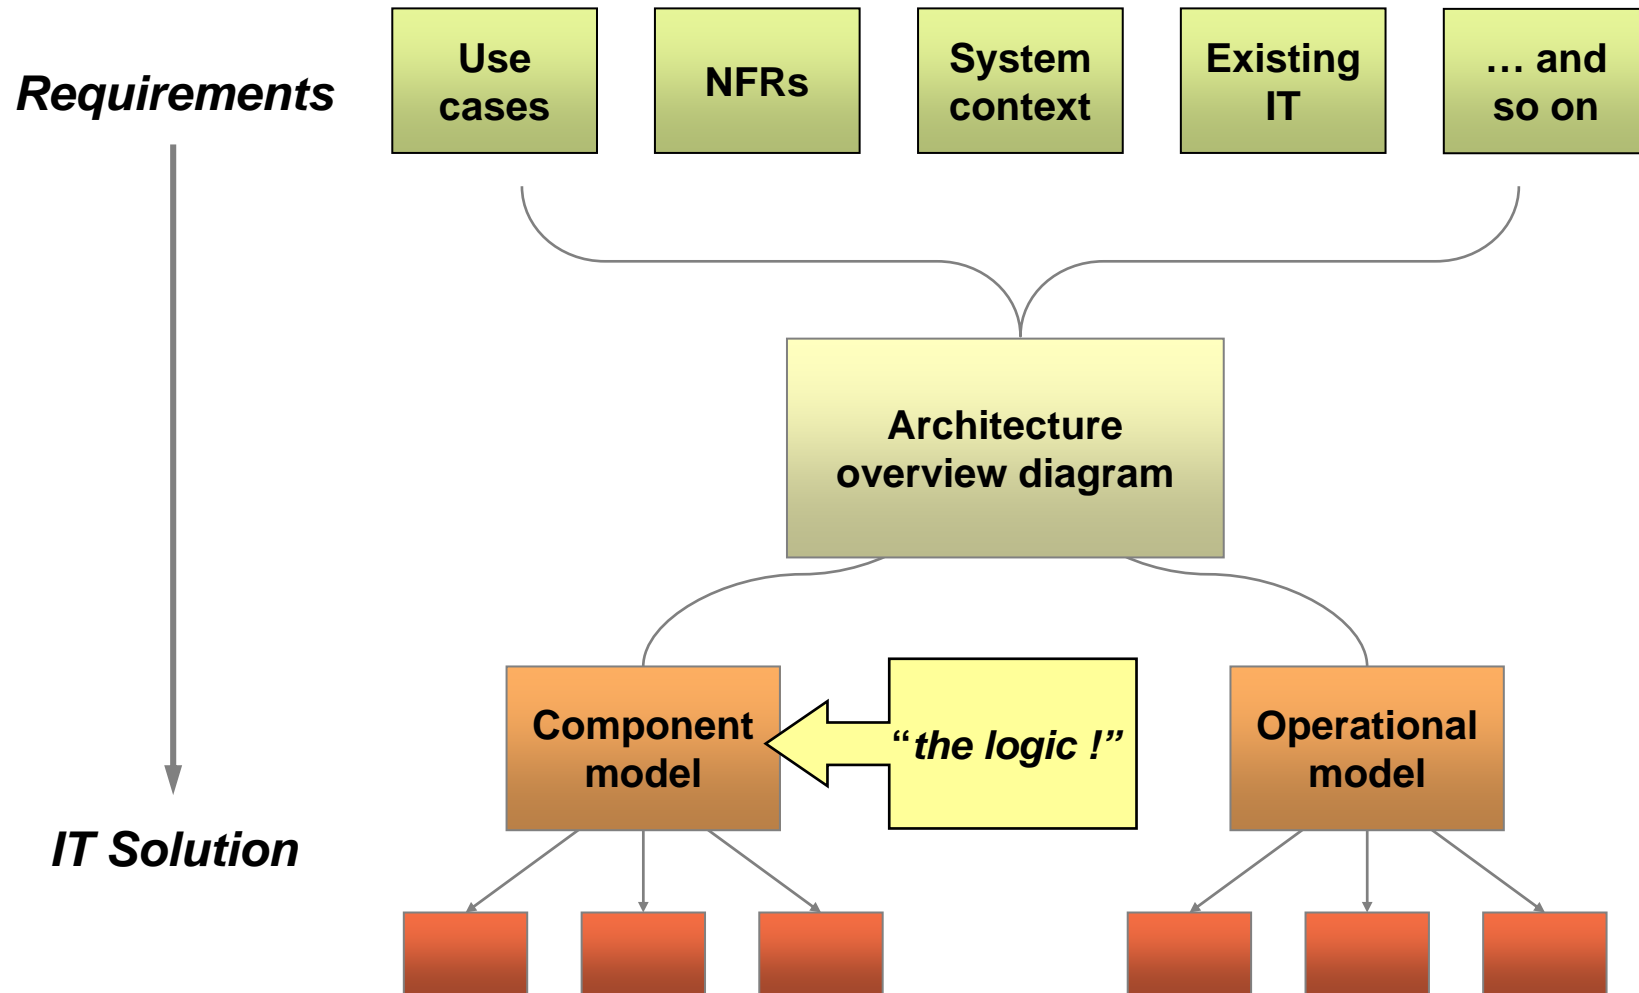 Requirements
Use
cases
NFRs
System
context
Existing
IT
… and
so on
Architecture
overview diagram
Component
model
“the logic !”
Operational
model
IT Solution